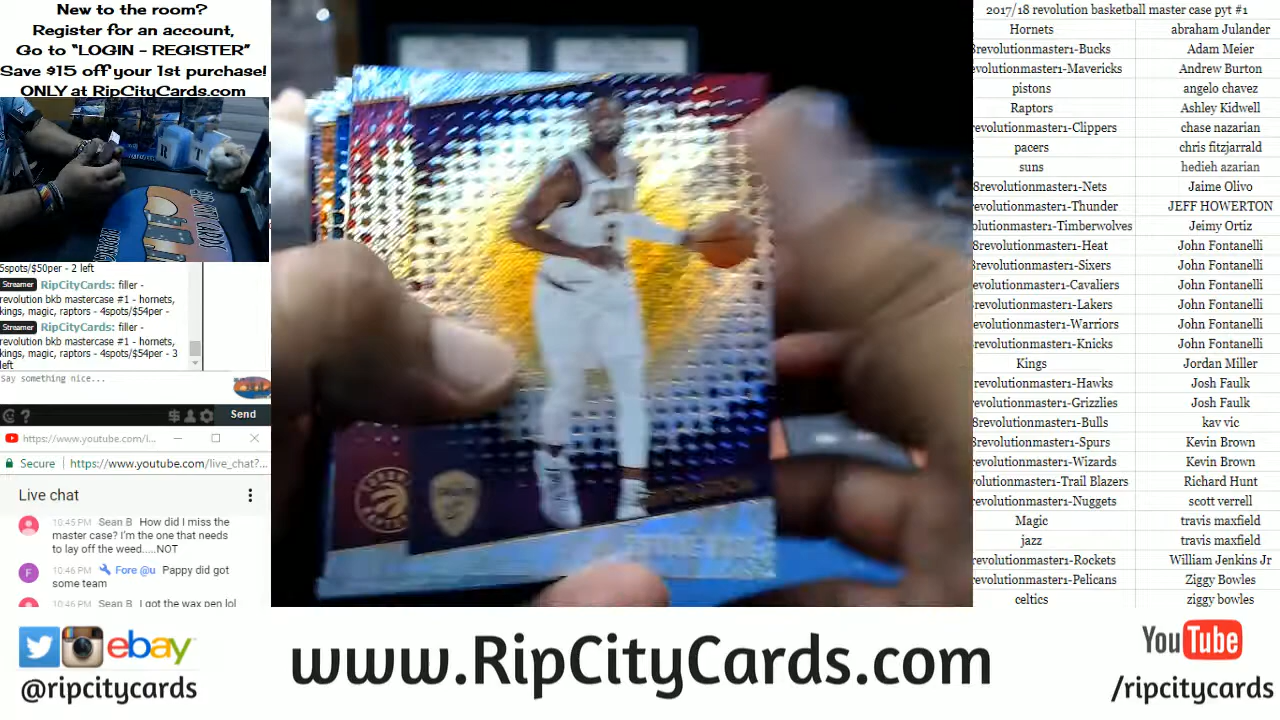 New to the room?
Register for an account,
Go to “LOGIN - REGISTER”
Save $15 off your 1st purchase!
ONLY at RipCityCards.com
5spots/$50per - 2 left
Streamer RipCityCards: filler -
revolution bkb mastercase #1 - hornets,
kings, magic, raptors - 4spots/$54per -
Streamer RipCityCards: filler -
revolution bkb mastercase #1 - hornets,
kings, magic, raptors - 4spots/$54per - 3
left
Say something nice...
Send
https://www.youtube.com/l...
Secure https://www.youtube.com/live_chat?...
Live chat
10:45 PM Sean B How did I miss the
master case? I'm the one that needs
to lay off the weed.....NOT
F 10:46 PM Fore @u Pappy did got
some team
10:46 PM Sean B I got the wax pen lol
2017/18 revolution basketball master case pyt #1
Hornets abraham Julander
8revolutionmaster1-Bucks Adam Meier
revolutionmaster1-Mavericks Andrew Burton
pistons angelo chavez
Raptors Ashley Kidwell
revolutionmaster1-Clippers chase nazarian
pacers chris fitzjarrald
suns hedieh azarian
8revolutionmaster1-Nets Jaime Olivo
revolutionmaster1-Thunder JEFF HOWERTON
olutionmaster1-Timberwolves Jeimy Ortiz
revolutionmaster1-Heat John Fontanelli
revolutionmaster1-Sixers John Fontanelli
revolutionmaster1-Cavaliers John Fontanelli
revolutionmaster1-Lakers John Fontanelli
revolutionmaster1-Warriors John Fontanelli
revolutionmaster1-Knicks John Fontanelli
Kings Jordan Miller
revolutionmaster1-Hawks Josh Faulk
revolutionmaster1-Grizzlies Josh Faulk
8revolutionmaster1-Bulls kav vic
8revolutionmaster1-Spurs Kevin Brown
revolutionmaster1-Wizards Kevin Brown
evolutionmaster1-Trail Blazers Richard Hunt
revolutionmaster1-Nuggets scott verrell
Magic travis maxfield
jazz travis maxfield
revolutionmaster1-Rockets William Jenkins Jr
revolutionmaster1-Pelicans Ziggy Bowles
celtics ziggy bowles
ebay
@ripcitycards
www.RipCityCards.com
YouTube
/ripcitycards